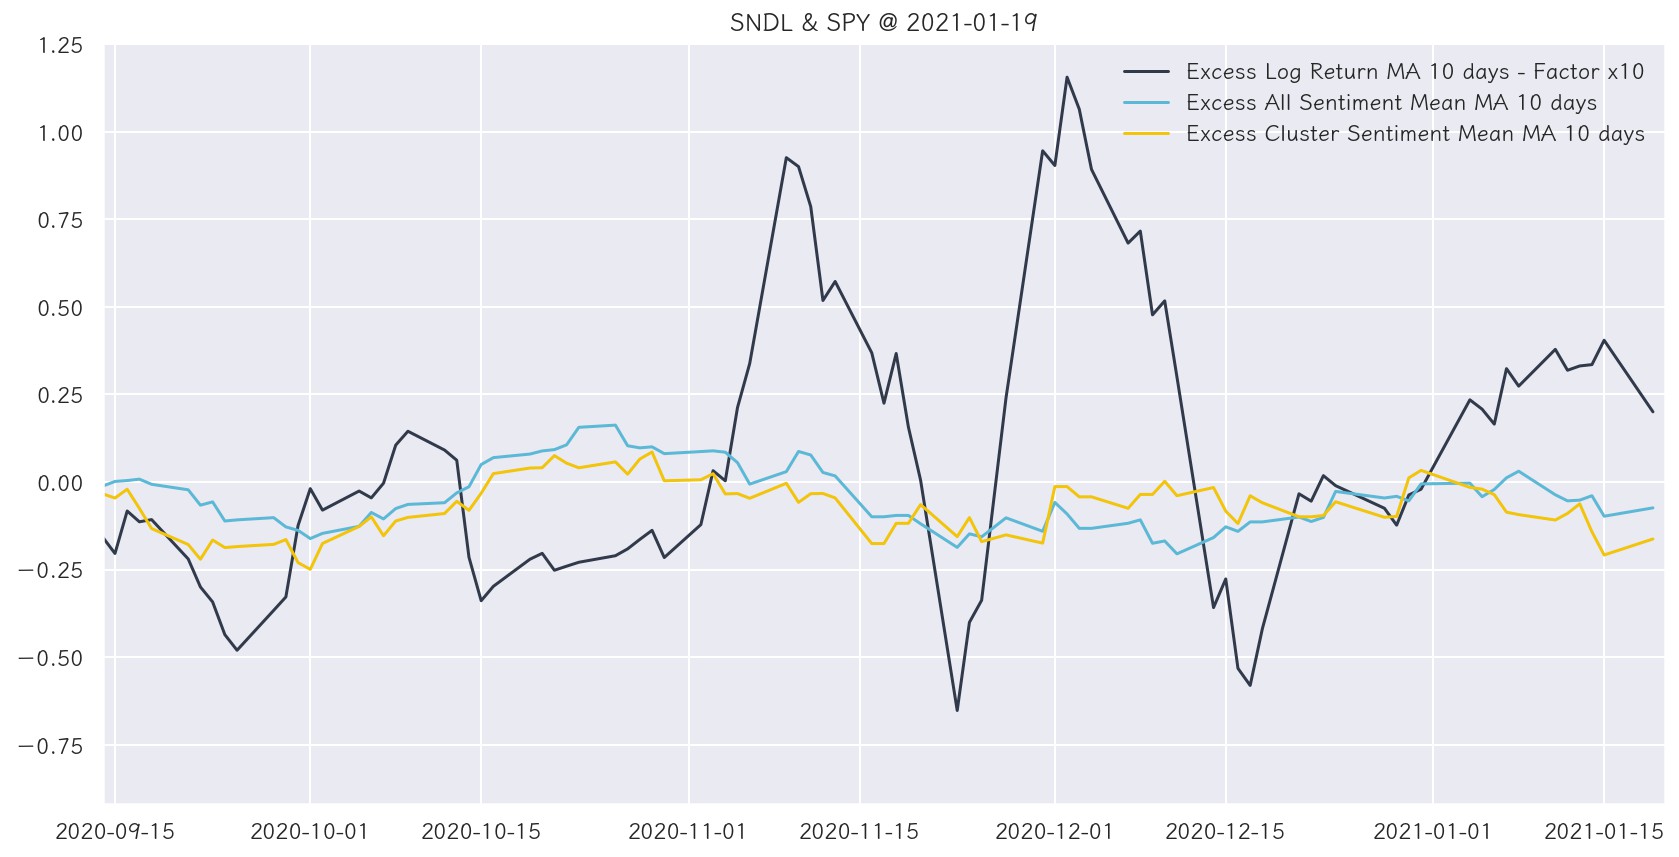 SNDL & SPY @ 2021-01-19
Excess Log Return MA 10 days - Factor x10
Excess All Sentiment Mean MA 10 days
Excess Cluster Sentiment Mean MA 10 days
1.25
1.00
0.75
0.50
0.25
0.00
−0.25
−0.50
−0.75
2020-09-15 2020-10-01 2020-10-15 2020-11-01 2020-11-15 2020-12-01 2020-12-15 2021-01-01 2021-01-15